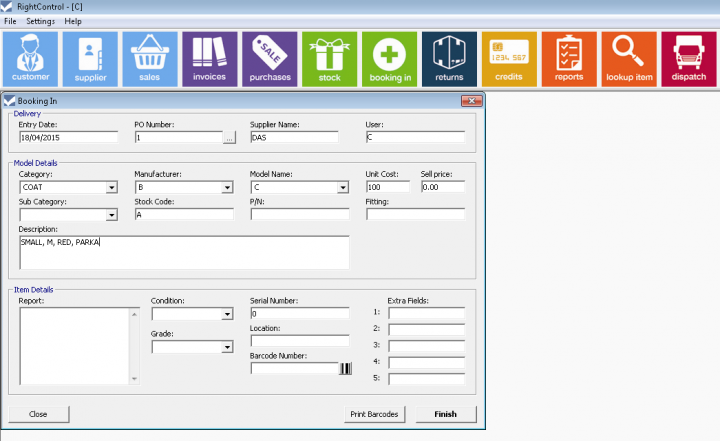 RightControl - [C]
File Settings Help
SALE
1234 567
customer supplier sales invoices purchases stock booking in returns credits reports lookup item dispatch
Booking In
Delivery
Entry Date: PO Number: Supplier Name: User:
18/04/2015 1 ... DAS C
Model Details
Category: Manufacturer: Model Name: Unit Cost: Sell price:
COAT B C 100 0.00
Sub Category: Stock Code: P/N: Fitting:
A
Description:
SMALL, M, RED, PARKA
Item Details
Report: Condition: Serial Number: Extra Fields:
0 1:
Location: 2:
Grade: 3:
Barcode Number: 4:
5:
Close Print Barcodes Finish